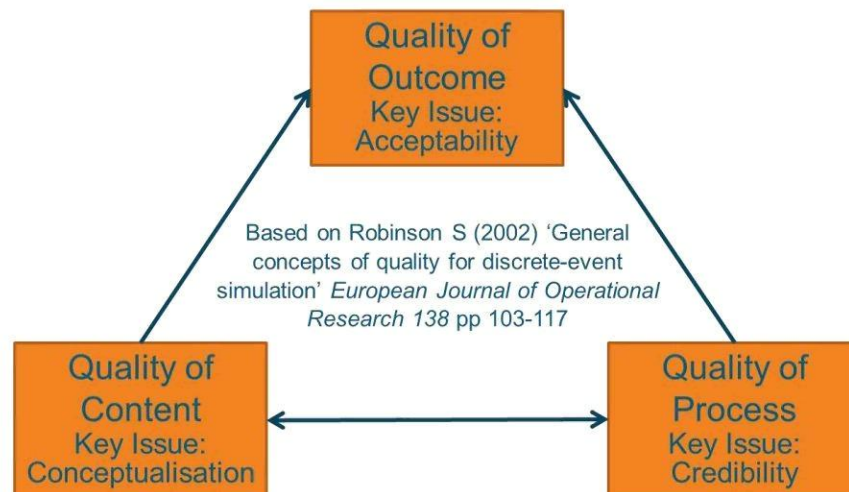 Quality of
Outcome
Key Issue:
Acceptability
Based on Robinson S (2002) ‘General
concepts of quality for discrete-event
simulation’ European Journal of Operational
Research 138 pp 103-117
Quality of
Content
Key Issue:
Conceptualisation
Quality of
Process
Key Issue:
Credibility